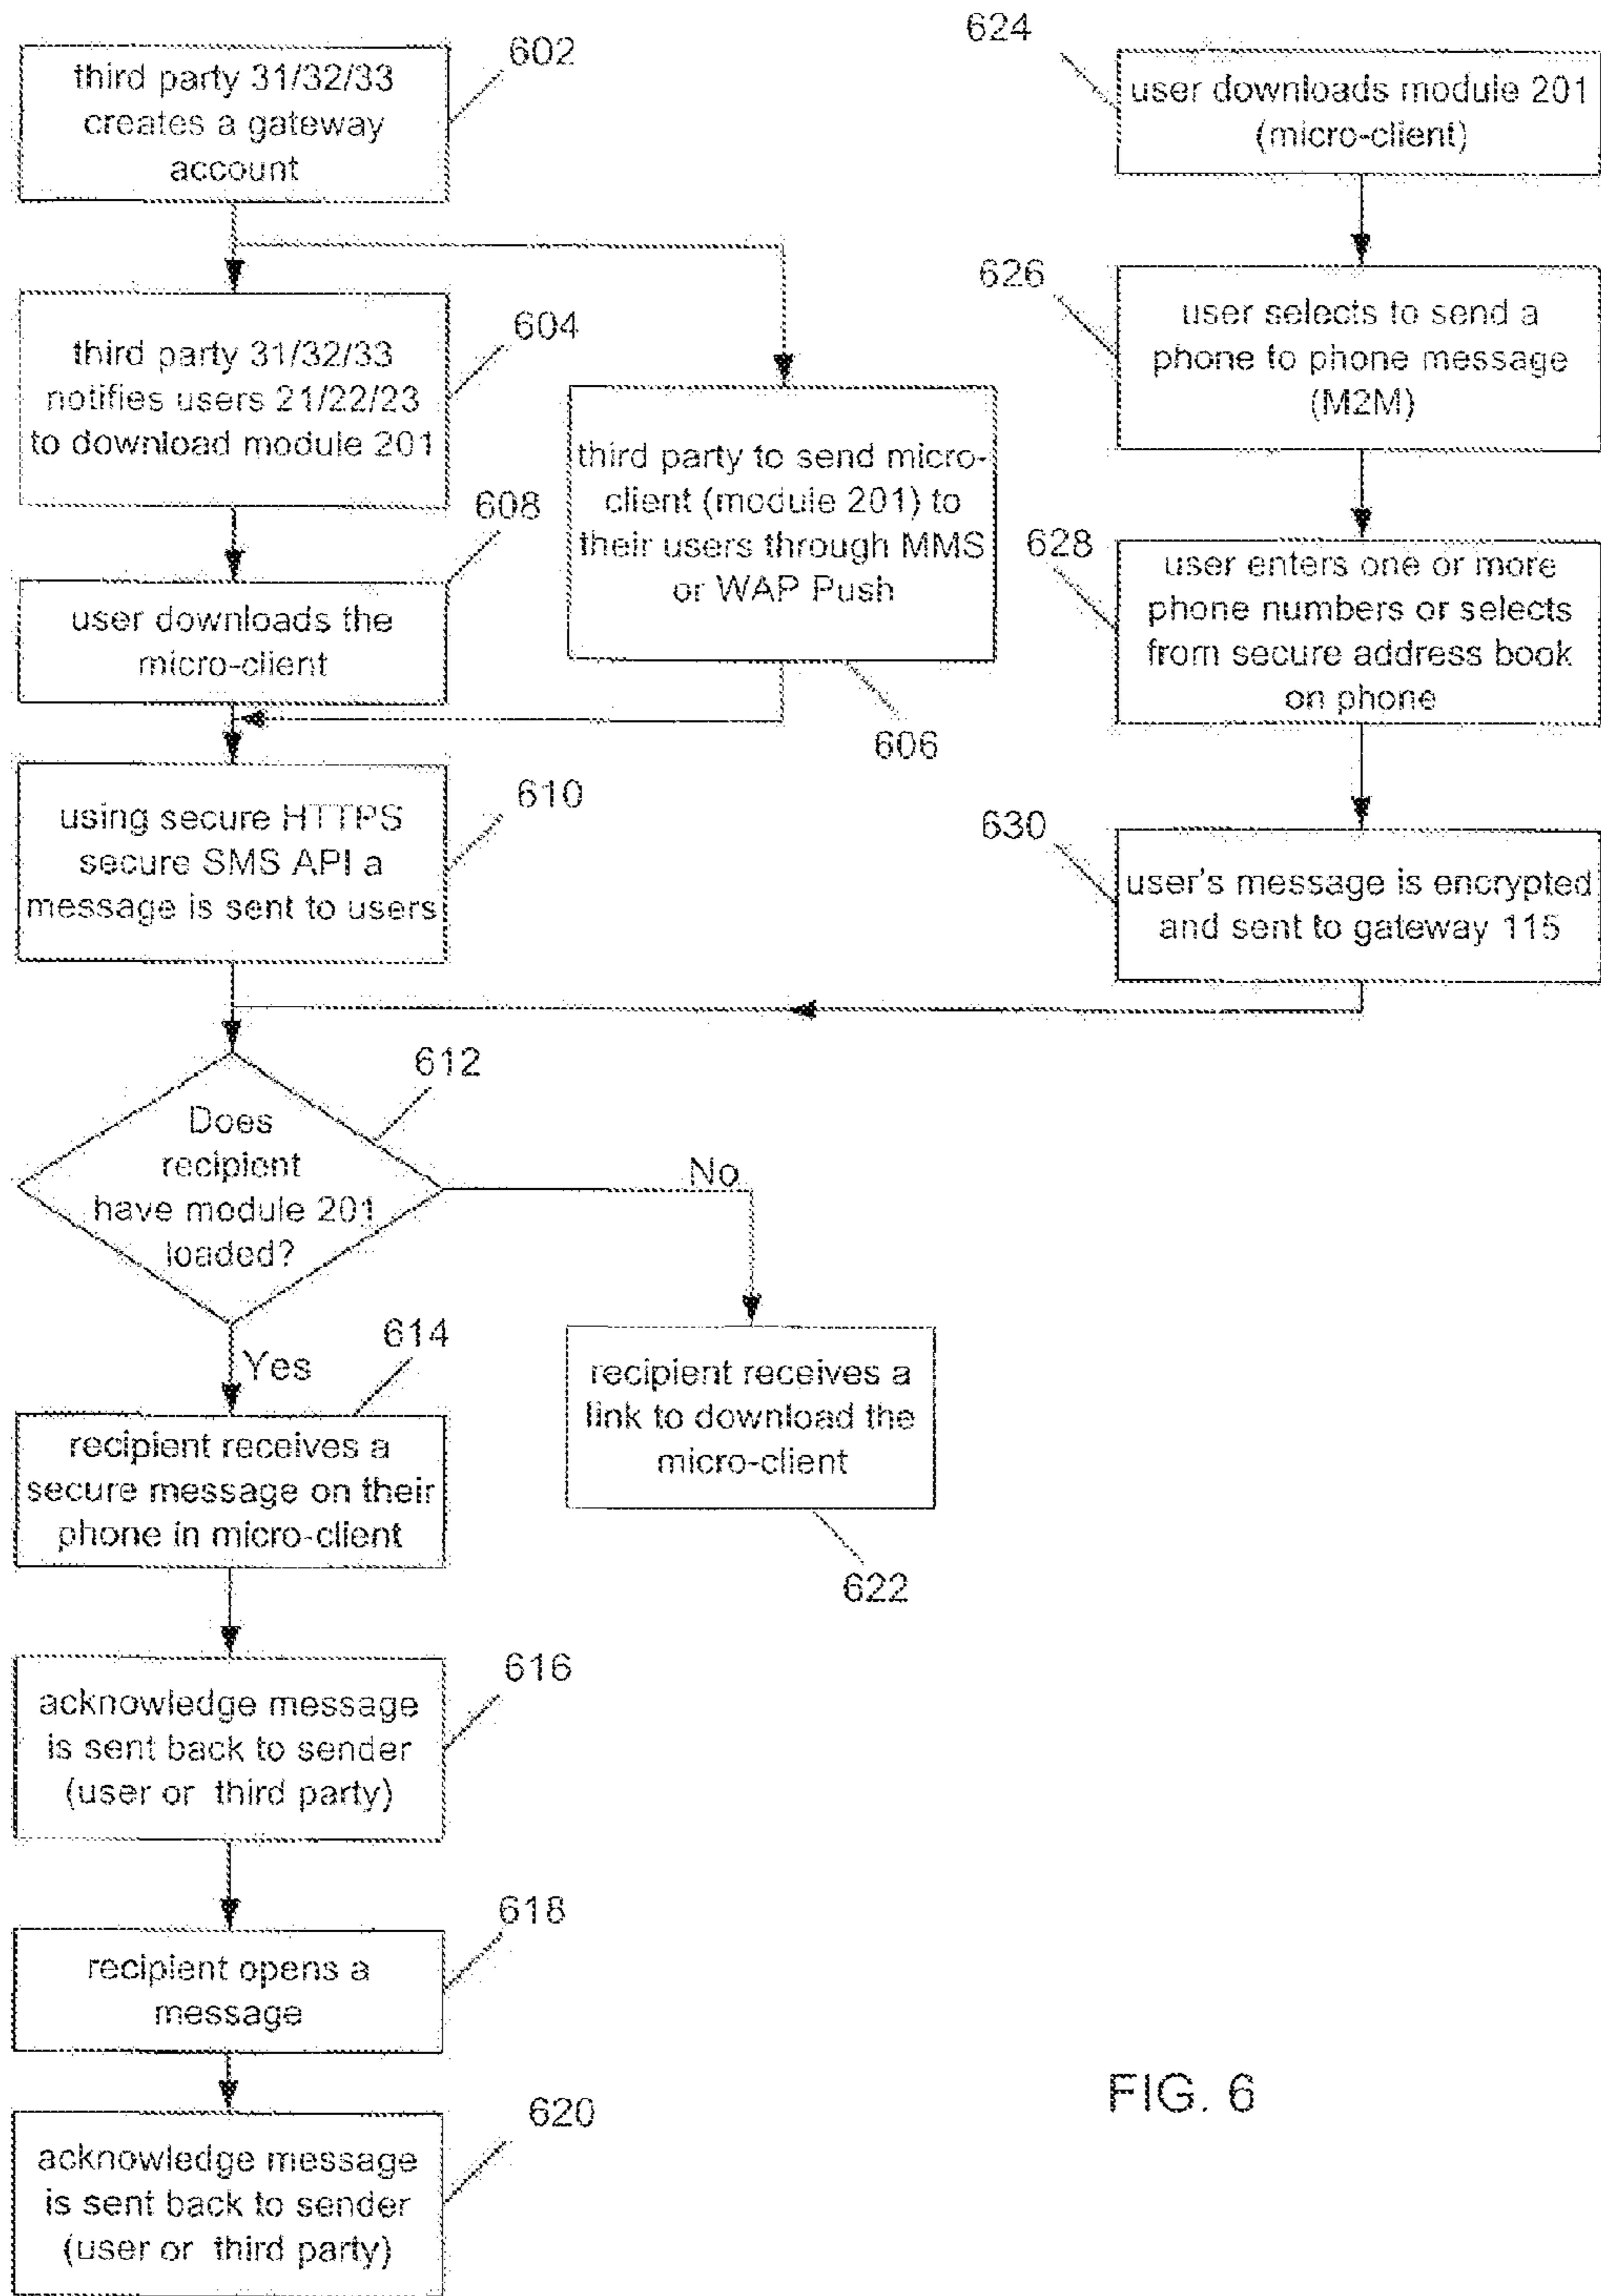 602
third party 31/32/33
creates a gateway
account
604
third party 31/32/33
notifies users 21/22/23
to download module 201
608
user downloads the
micro-client
third party to send micro-
client (module 201) to
their users through MMS
or WAP Push
606
610
using secure HTTPS
secure SMS API a
message is sent to users
624
user downloads module 201
(micro-client)
626
user selects to send a
phone to phone message
(M2M)
628
user enters one or more
phone numbers or selects
from secure address book
on phone
630
user's message is encrypted
and sent to gateway 115
612
Does
recipient
have module 201
loaded?
No
Yes
614
recipient receives a
secure message on their
phone in micro-client
recipient receives a
link to download the
micro-client
622
616
acknowledge message
is sent back to sender
(user or third party)
618
recipient opens a
message
620
acknowledge message
is sent back to sender
(user or third party)
FIG. 6